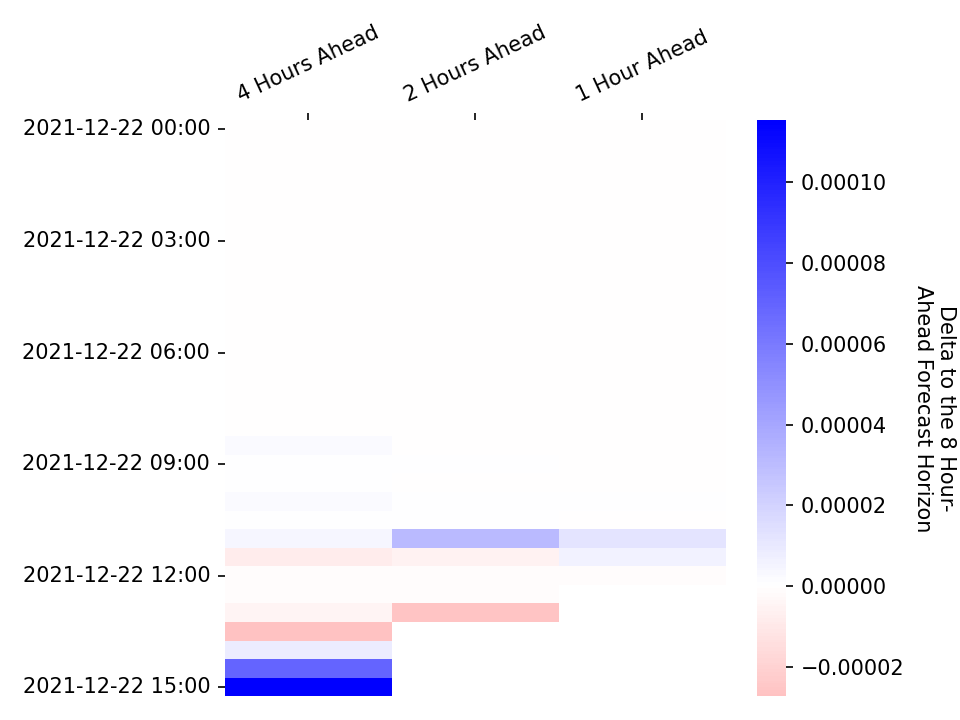 4 Hours Ahead
2 Hours Ahead
1 Hour Ahead
2021-12-22 00:00
2021-12-22 03:00
2021-12-22 06:00
2021-12-22 09:00
2021-12-22 12:00
2021-12-22 15:00
0.00010
0.00008
0.00006
0.00004
0.00002
0.00000
−0.00002
Delta to the 8 Hour-
Ahead Forecast Horizon